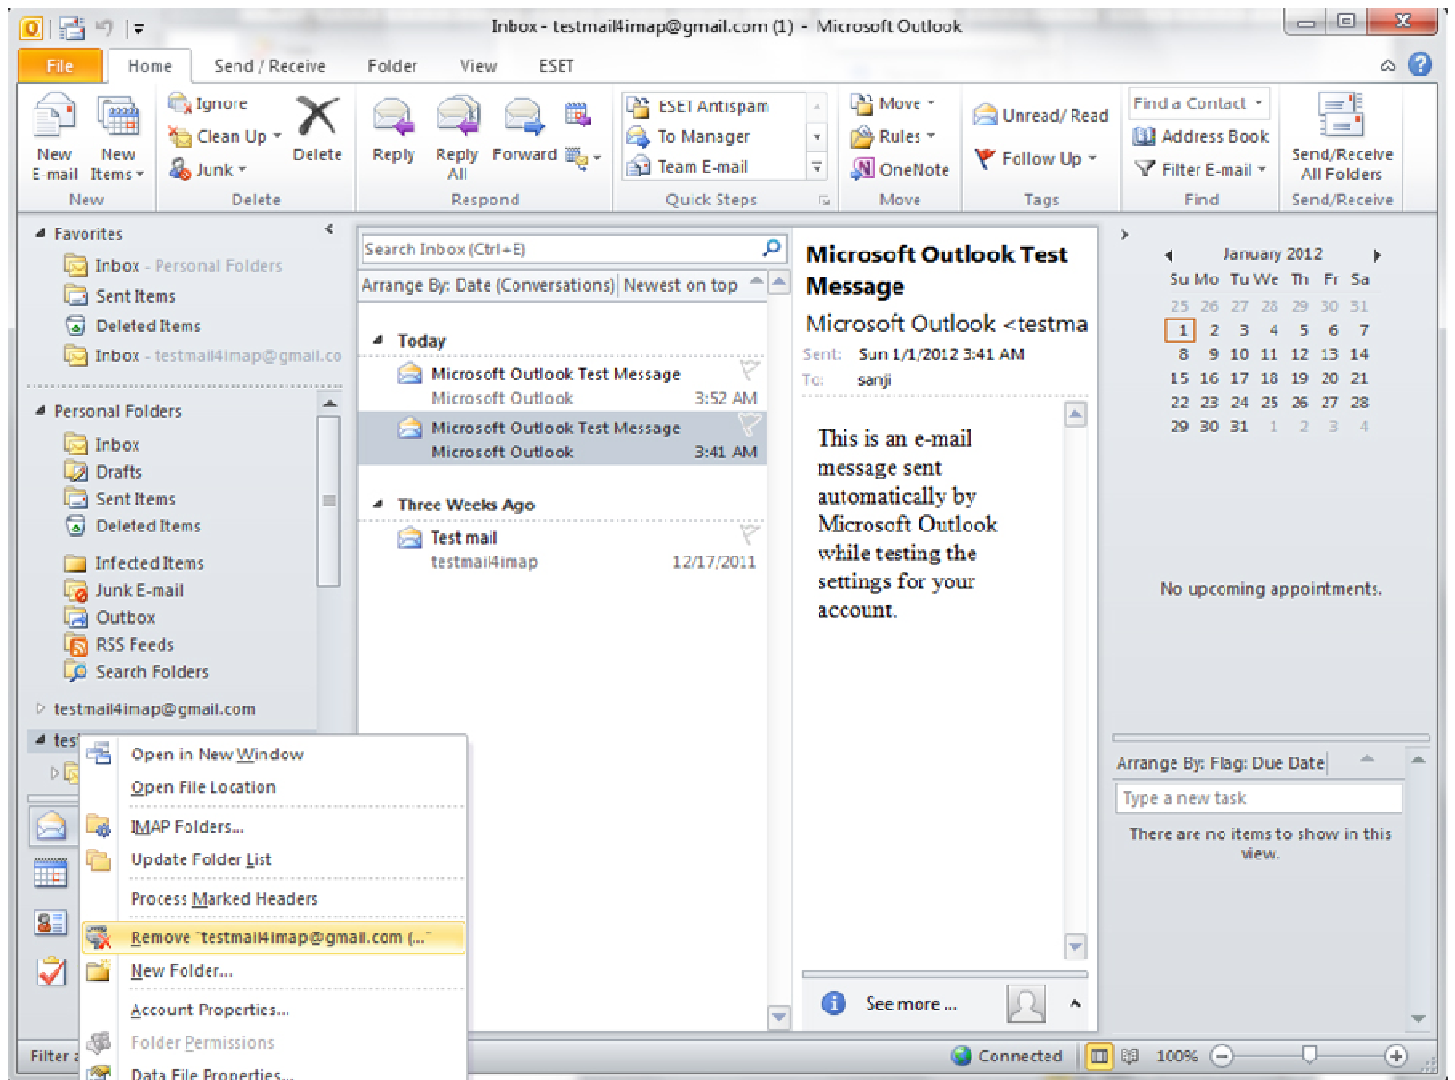 Inbox - testmail4imap@gmail.com (1) - Microsoft Outlook
File Home Send / Receive Folder View ESET
New E-mail
New Items
New
Ignore
Clean Up
Junk
Delete
Delete
Reply
Reply All
Forward
Respond
ESET Antispam
To Manager
Team E-mail
Quick Steps
Move
Rules
OneNote
Move
Unread/ Read
Follow Up
Tags
Find a Contact
Address Book
Filter E-mail
Find
Send/Receive
All Folders
Send/Receive
Favorites
Inbox - Personal Folders
Sent Items
Deleted Items
Inbox - testmail4imap@gmail.co
Personal Folders
Inbox
Drafts
Sent Items
Deleted Items
Infected Items
Junk E-mail
Outbox
RSS Feeds
Search Folders
testmail4imap@gmail.com
tes
Open in New Window
Open File Location
IMAP Folders...
Update Folder List
Process Marked Headers
Remove "testmail4imap@gmail.com (..."
New Folder...
Account Properties...
Folder Permissions
Data File Properties...
Search Inbox (Ctrl+E)
Arrange By: Date (Conversations) Newest on top
Today
Microsoft Outlook Test Message
Microsoft Outlook 3:52 AM
Microsoft Outlook Test Message
Microsoft Outlook 3:41 AM
Three Weeks Ago
Test mail
testmail4imap 12/17/2011
Microsoft Outlook Test
Message
Microsoft Outlook <testma
Sent: Sun 1/1/2012 3:41 AM
To: sanji
This is an e-mail
message sent
automatically by
Microsoft Outlook
while testing the
settings for your
account.
See more ...
January 2012
Su Mo Tu We Th Fr Sa
25 26 27 28 29 30 31
1 2 3 4 5 6 7
8 9 10 11 12 13 14
15 16 17 18 19 20 21
22 23 24 25 26 27 28
29 30 31 1 2 3 4
No upcoming appointments.
Arrange By: Flag: Due Date
Type a new task
There are no items to show in this
view.
Filter
Connected 100%